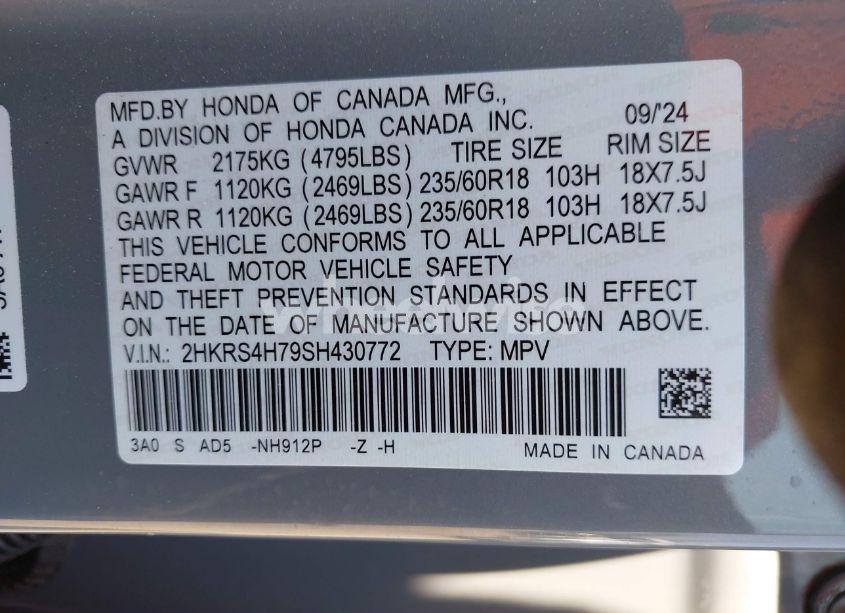 MFD.BY HONDA OF CANADA MFG.,
A DIVISION OF HONDA CANADA INC. 09/'24
GVWR 2175KG (4795LBS) TIRE SIZE RIM SIZE
GAWR F 1120KG (2469LBS) 235/60R18 103H 18X7.5J
GAWR R 1120KG (2469LBS) 235/60R18 103H 18X7.5J
THIS VEHICLE CONFORMS TO ALL APPLICABLE
FEDERAL MOTOR VEHICLE SAFETY
AND THEFT PREVENTION STANDARDS IN EFFECT
ON THE DATE OF MANUFACTURE SHOWN ABOVE.
V.I.N.: 2HKRS4H79SH430772 TYPE: MPV
3A0 S AD5 -NH912P -Z -H MADE IN CANADA